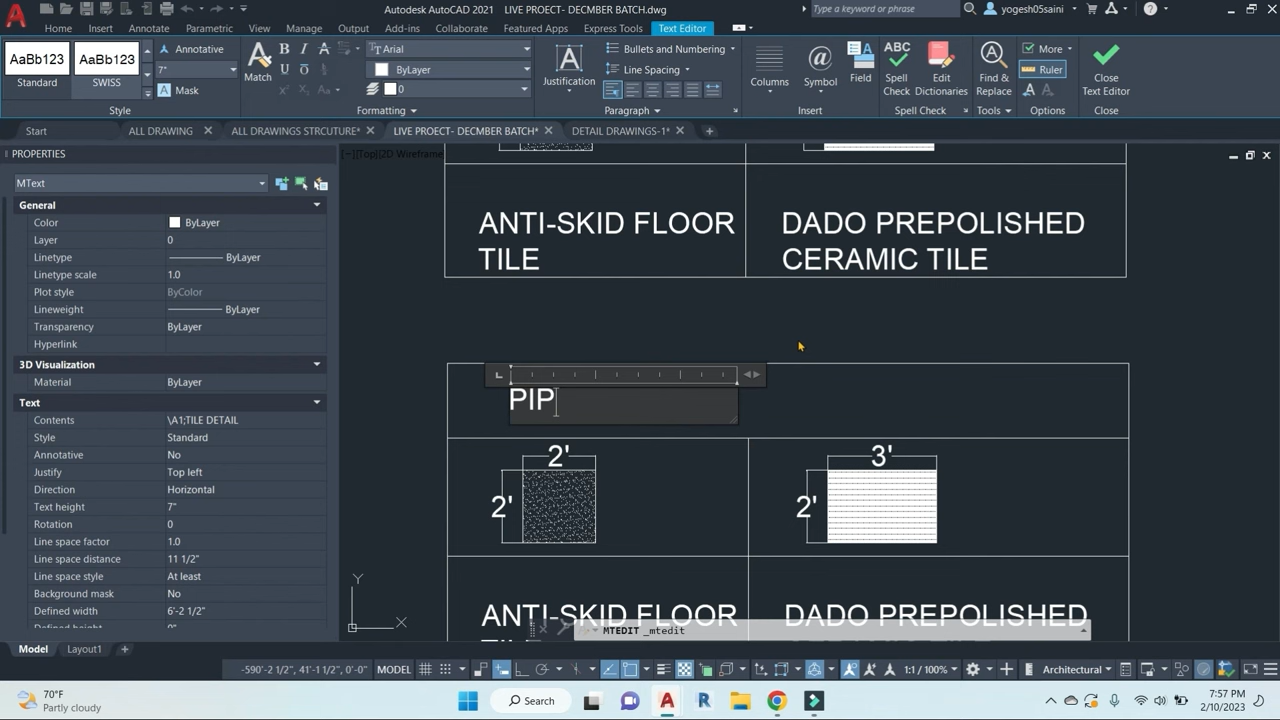 Autodesk AutoCAD 2021 LIVE PROECT- DECMBER BATCH.dwg
Type a keyword or phrase
yogesh05saini
Home Insert Annotate Parametric View Manage Output Add-ins Collaborate Featured Apps Express Tools Text Editor
AaBb123 AaBb123
Standard SWISS
Annotative
7"
Mask
Style
Match
Arial
ByLayer
0
Formatting
Justification
Bullets and Numbering
Line Spacing
Paragraph
Columns
Symbol
Field
Insert
Spell Check
Edit Dictionaries
Spell Check
Find & Replace
Tools
More
Ruler
Options
Close Text Editor
Close
Start ALL DRAWING ALL DRAWINGS STRCUTURE* LIVE PROECT- DECMBER BATCH* DETAIL DRAWINGS-1*
PROPERTIES
[−][Top][2D Wireframe
MText
General
Color ByLayer
Layer 0
Linetype ByLayer
Linetype scale 1.0
Plot style ByColor
Lineweight ByLayer
Transparency ByLayer
Hyperlink
3D Visualization
Material ByLayer
Text
Contents \A1;TILE DETAIL
Style Standard
Annotative No
Justify Top left
Direction Horizontal
Text height 7"
Rotation 0
Line space factor 1.0
Line space distance 11 1/2"
Line space style At least
Background mask No
Defined width 6'-2 1/2"
Defined height 0"
ANTI-SKID FLOOR
TILE
DADO PREPOLISHED
CERAMIC TILE
PIP
2'
2'
3'
2'
ANTI-SKID FLOOR
DADO PREPOLISHED
Y
X
MTEDIT _mtedit
Model Layout1
-590'-2 1/2", 41'-1 1/2", 0'-0" MODEL 1:1 / 100% Architectural
70°F
Partly cloudy
Search
7:57 PM
2/10/2023